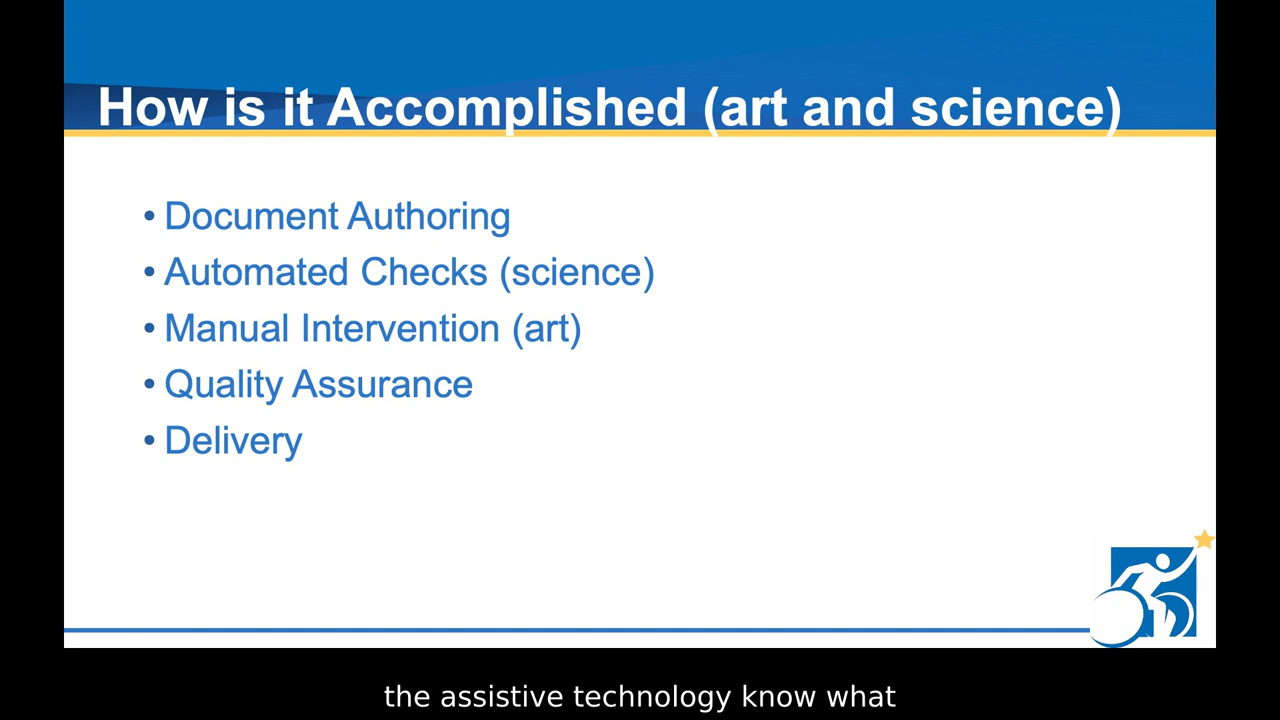 How is it Accomplished (art and science)
• Document Authoring
• Automated Checks (science)
• Manual Intervention (art)
• Quality Assurance
• Delivery
the assistive technology know what